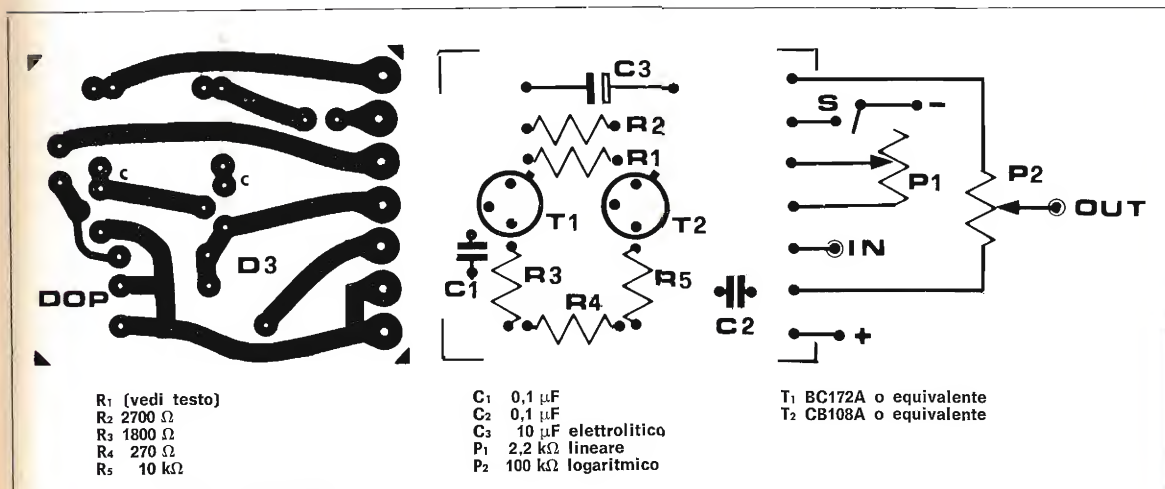 C3
R2
R1
T1
T2
C1
R3
R4
R5
C2
C
C
D3
DOP
S
-
P1
P2
OUT
IN
+
R1 (vedi testo)
R2 2700 Ω
R3 1800 Ω
R4 270 Ω
R5 10 kΩ
C1 0,1 µF
C2 0,1 µF
C3 10 µF elettrolitico
P1 2,2 kΩ lineare
P2 100 kΩ logaritmico
T1 BC172A o equivalente
T2 CB108A o equivalente